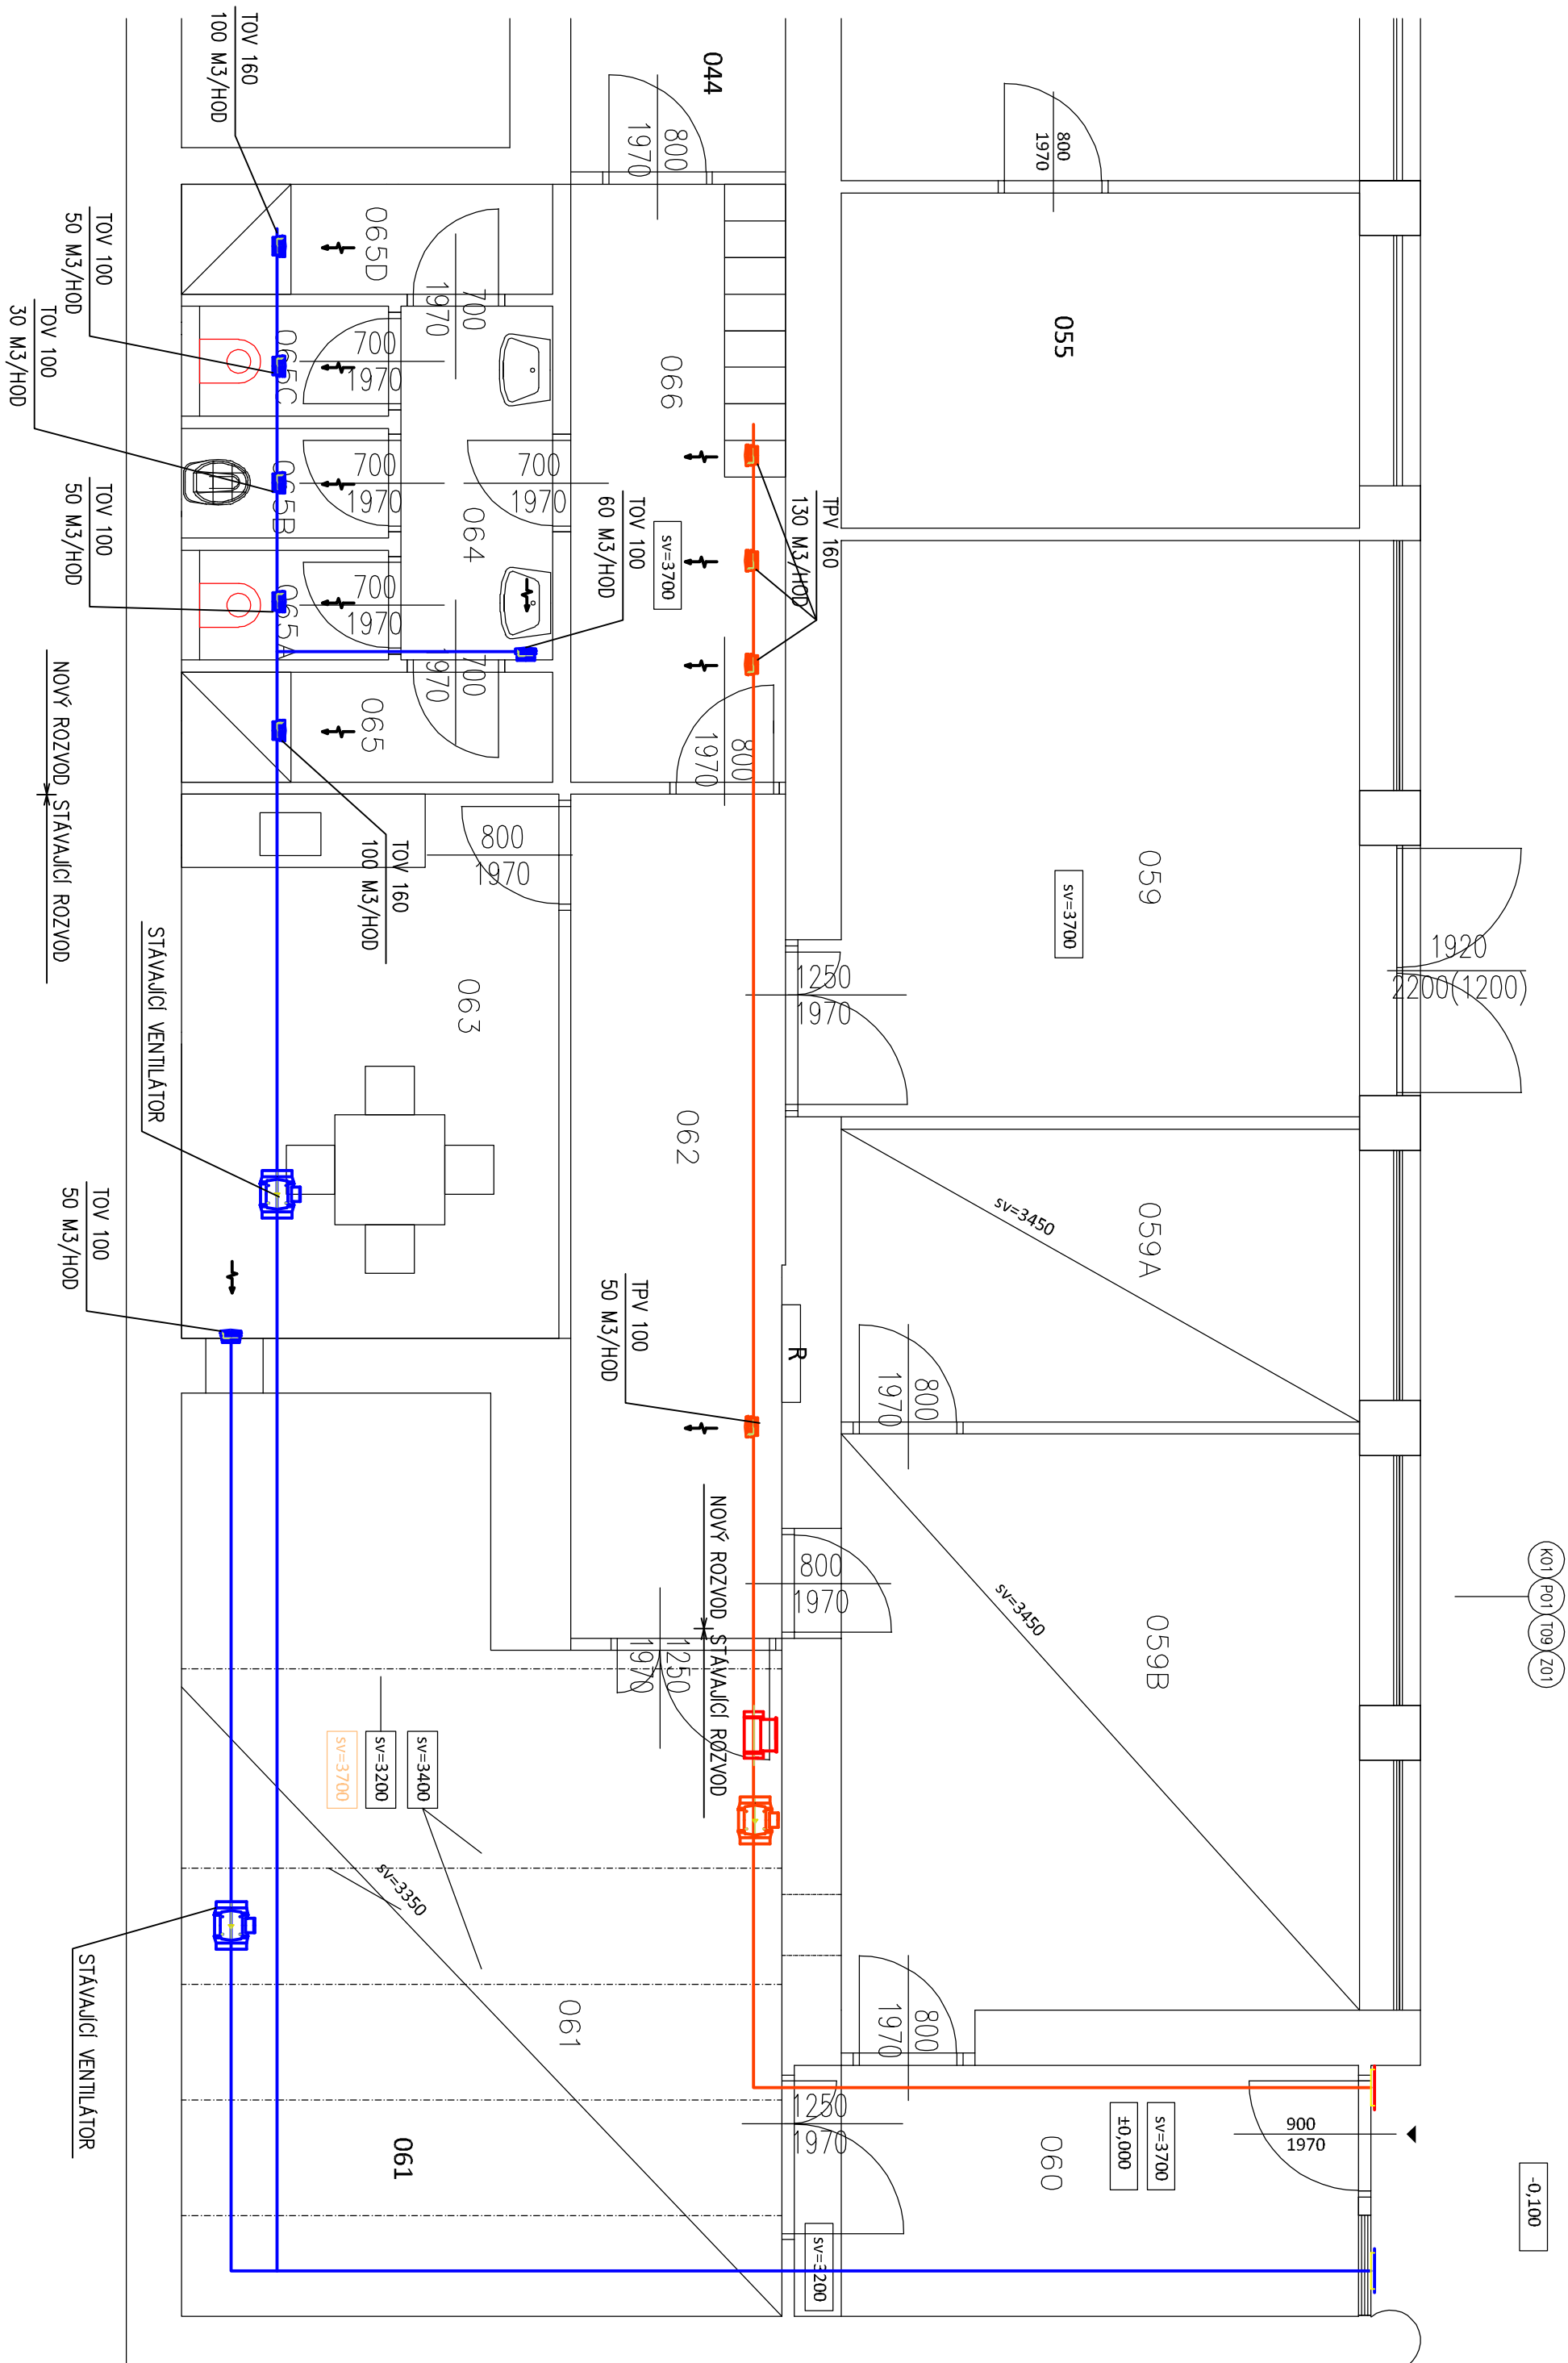 K01 P01 T09 Z01
-0,100
1920
2200(1200)
800
1970
055
059
sv=3700
059A
sv=3450
059B
sv=3450
900
1970
sv=3700
±0,000
060
sv=3200
044
800
1970
066
TPV 160
130 M3/HOD
sv=3700
TOV 100
60 M3/HOD
800
1970
1250
1970
062
R
800
1970
TPV 100
50 M3/HOD
800
1970
NOVÝ ROZVOD
STÁVAJÍCÍ ROZVOD
1250
1970
800
1970
1250
1970
TOV 160
100 M3/HOD
065D
700
1970
700
1970
065C
700
1970
065B
700
1970
064
700
1970
065A
700
1970
065
TOV 160
100 M3/HOD
800
1970
063
sv=3400
sv=3200
sv=3700
sv=3350
061
061
TOV 100
50 M3/HOD
TOV 100
30 M3/HOD
TOV 100
50 M3/HOD
NOVÝ ROZVOD
STÁVAJÍCÍ ROZVOD
STÁVAJÍCÍ VENTILÁTOR
TOV 100
50 M3/HOD
STÁVAJÍCÍ VENTILÁTOR